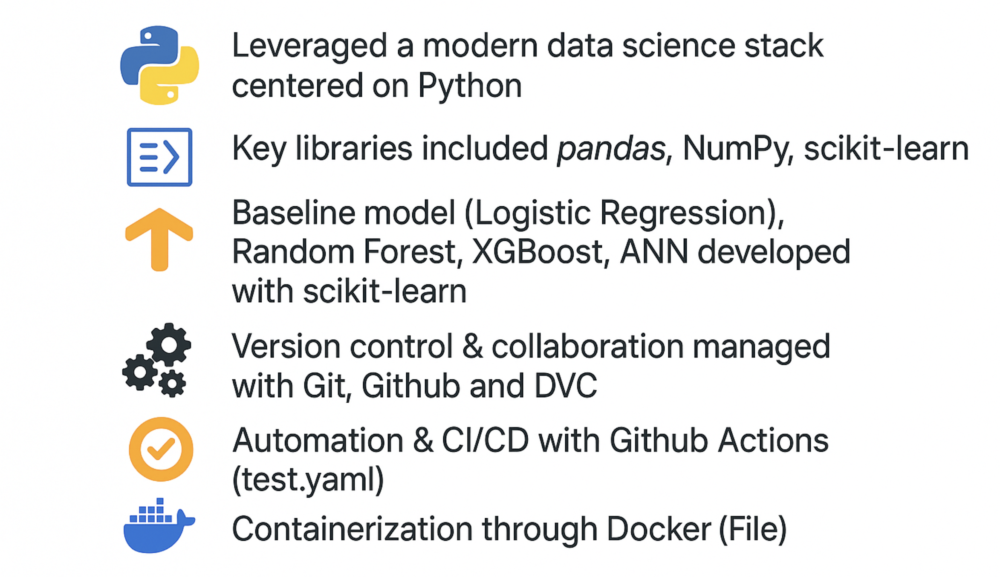 Leveraged a modern data science stack
centered on Python
Key libraries included pandas, NumPy, scikit-learn
Baseline model (Logistic Regression),
Random Forest, XGBoost, ANN developed
with scikit-learn
Version control & collaboration managed
with Git, Github and DVC
Automation & CI/CD with Github Actions
(test.yaml)
Containerization through Docker (File)